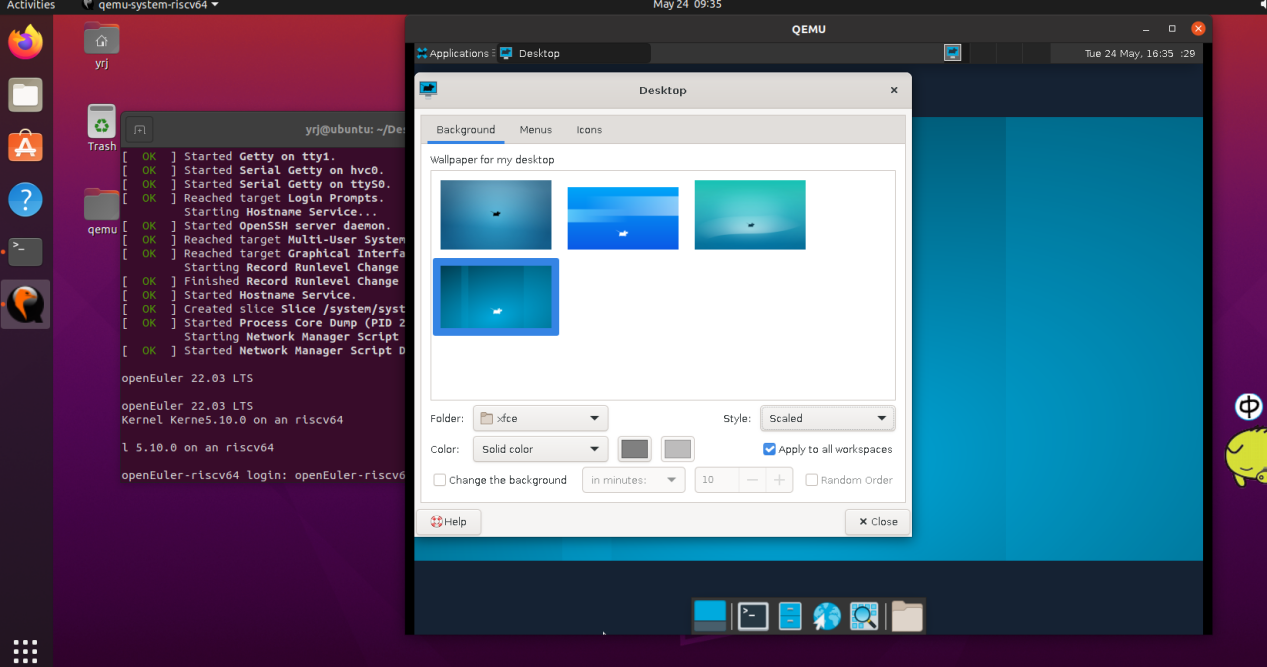 Activities
qemu-system-riscv64
May 24 09:35
yrj
Trash
qemu
yrj@ubuntu: ~/Des
[ OK ] Started Getty on tty1.
[ OK ] Started Serial Getty on hvc0.
[ OK ] Started Serial Getty on ttyS0.
[ OK ] Reached target Login Prompts.
Starting Hostname Service...
[ OK ] Started OpenSSH server daemon.
[ OK ] Reached target Multi-User System
[ OK ] Reached target Graphical Interfa
Starting Record Runlevel Change
[ OK ] Finished Record Runlevel Change
[ OK ] Started Hostname Service.
[ OK ] Created slice Slice /system/syst
[ OK ] Started Process Core Dump (PID 2
Starting Network Manager Script
[ OK ] Started Network Manager Script D
openEuler 22.03 LTS
openEuler 22.03 LTS
Kernel Kerne5.10.0 on an riscv64
l 5.10.0 on an riscv64
openEuler-riscv64 login: openEuler-riscv6
QEMU
Applications
Desktop
Tue 24 May, 16:35 :29
Desktop
Background Menus Icons
Wallpaper for my desktop
Folder: xfce Style: Scaled
Color: Solid color Apply to all workspaces
Change the background in minutes: 10 Random Order
Help Close
中